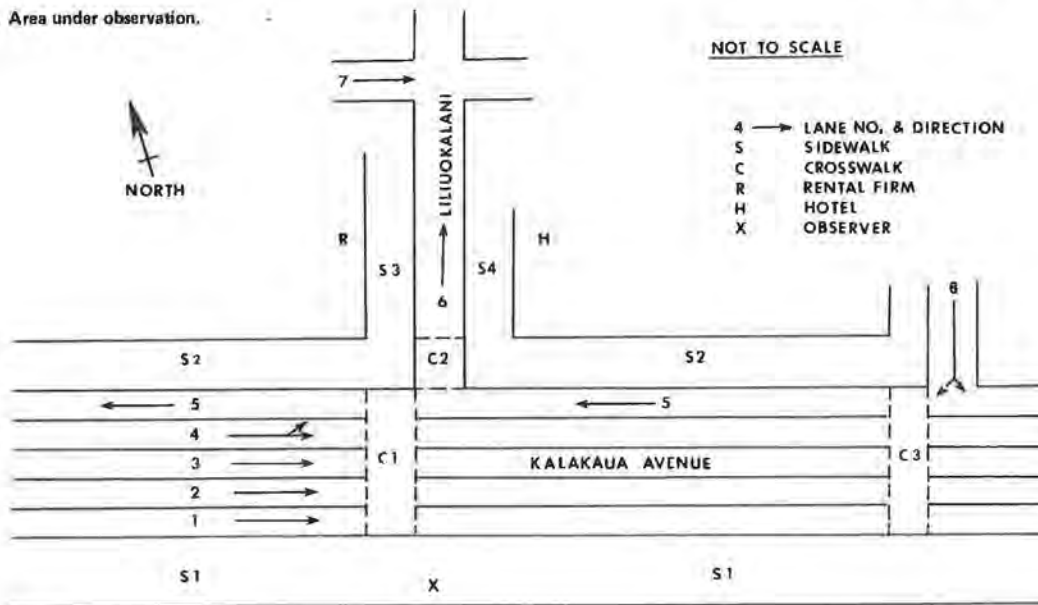 Area under observation.
NOT TO SCALE
7
4 LANE NO. & DIRECTION
S SIDEWALK
C CROSSWALK
R RENTAL FIRM
H HOTEL
X OBSERVER
NORTH
LILIUOKALANI
R
S3
S4
H
6
8
S2
C2
S2
5
5
4
3
C1
KALAKAUA AVENUE
C3
2
1
S1
X
S1